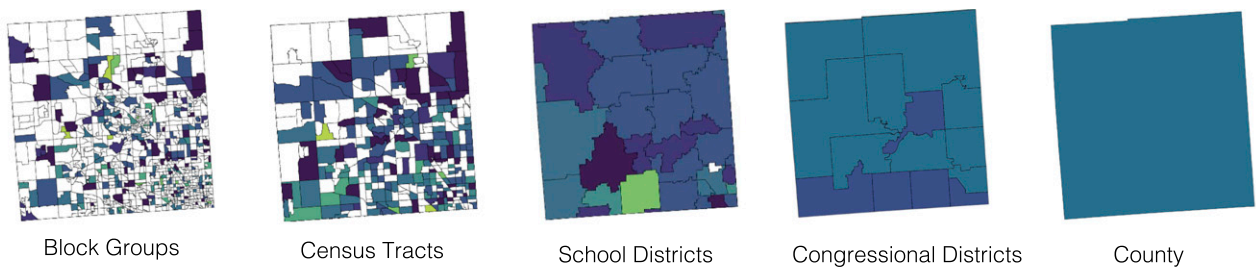 Block Groups
Census Tracts
School Districts
Congressional Districts
County